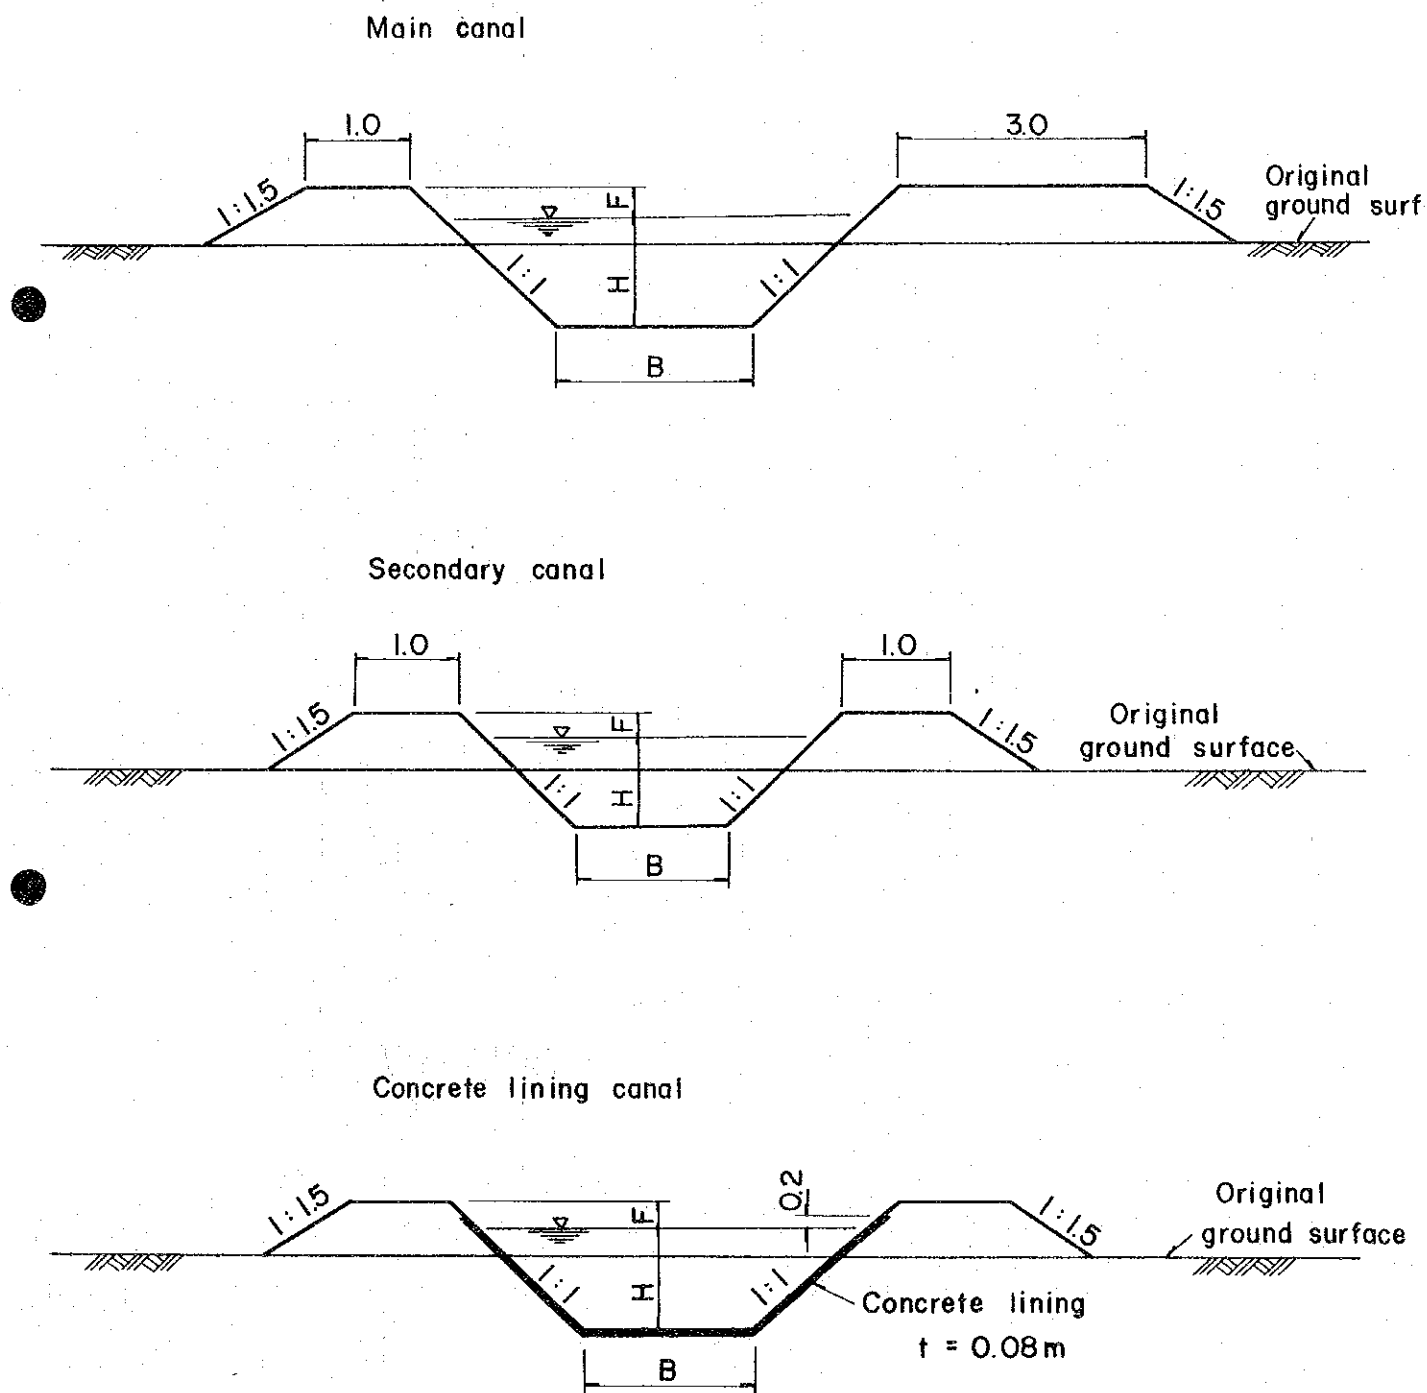 Main canal
1.0
3.0
1:1.5
F
1:1.5
Original
ground surf
1:1
H
1:1
B
Secondary canal
1.0
1.0
1:1.5
F
1:1.5
Original
ground surface
1:1
H
1:1
B
Concrete lining canal
1:1.5
F
0.2
1:1.5
Original
ground surface
1:1
H
1:1
Concrete lining
t = 0.08m
B